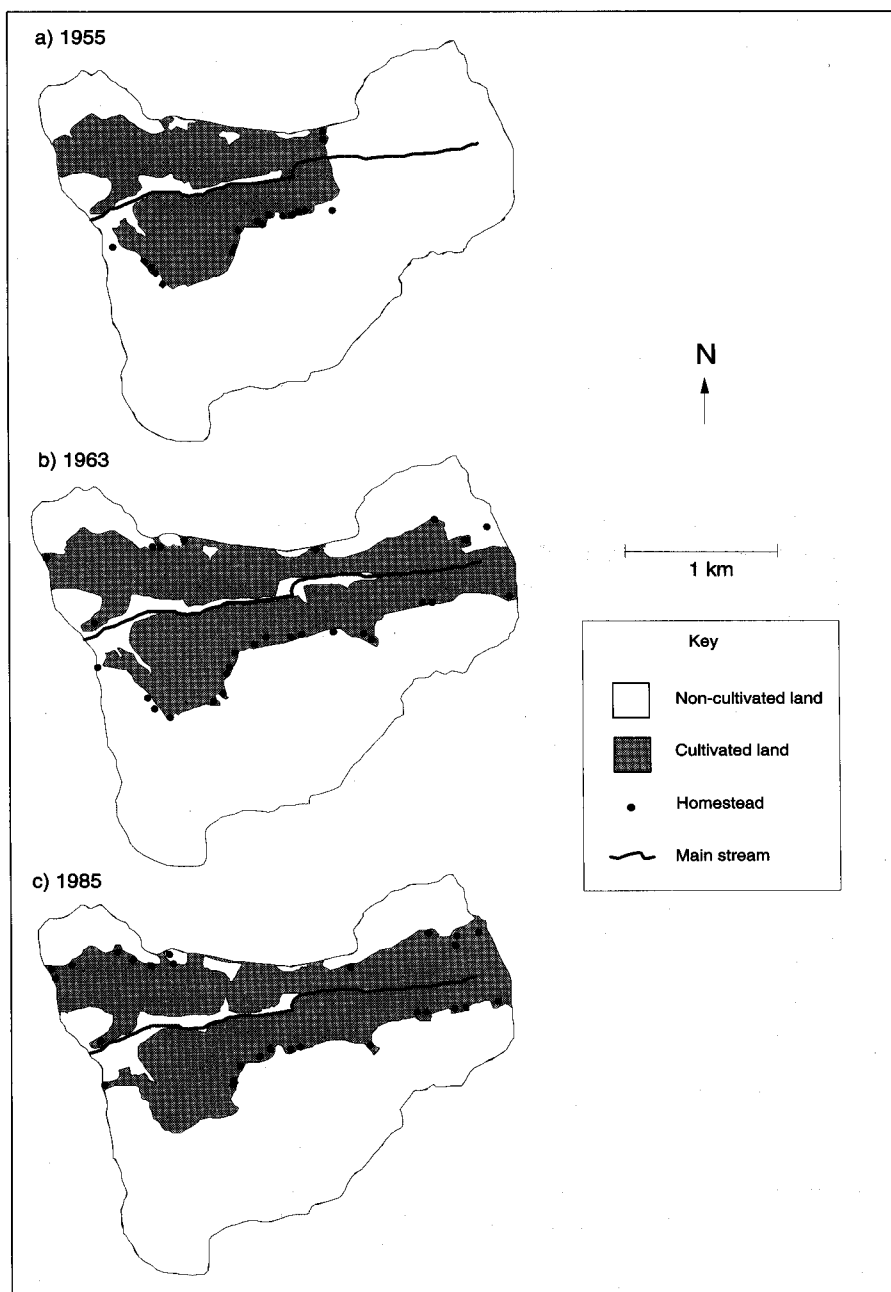 a) 1955
N
b) 1963
1 km
Key
Non-cultivated land
Cultivated land
Homestead
Main stream
c) 1985